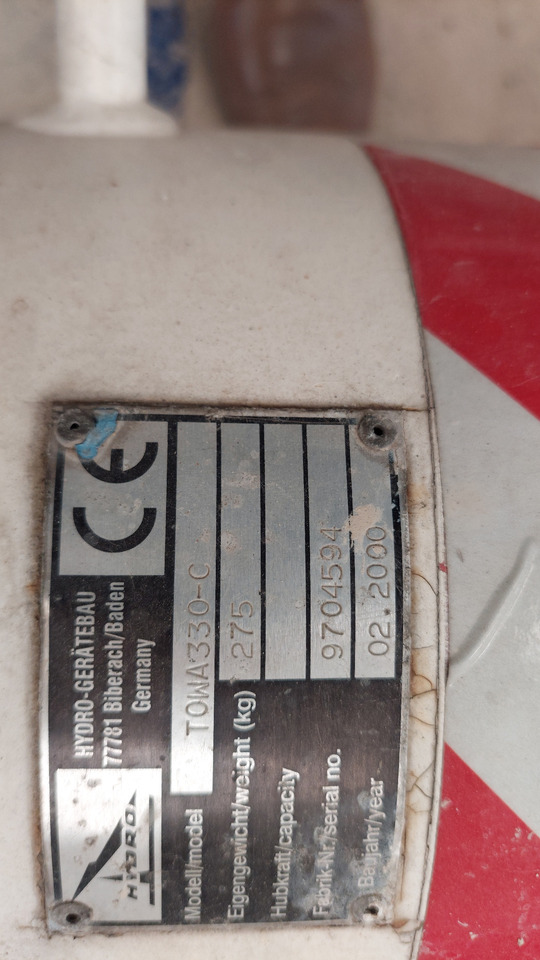 HYDRO
HYDRO-GERÄTEBAU
77781 Biberach/Baden
Germany
CE
Modell/model TOWA330-C
Eigengewicht/weight (kg) 275
Hubkraft/capacity
Fabrik-Nr./serial no. 9704594
Baujahr/year 02.2000